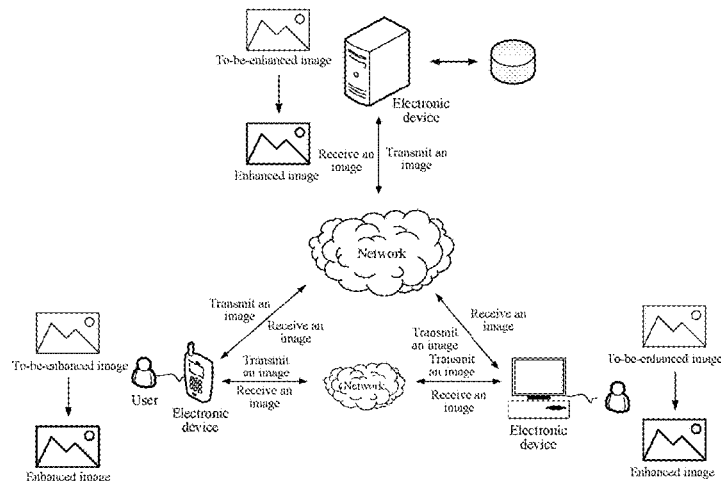 To-be-enhanced image
Electronic
device
Enhanced image
Receive an
image
Transmit an
image
Network
Transmit an
image
Receive an
image
Receive an
image
Transmit an
image
To-be-enhanced image
User
Electronic
device
Transmit
an image
Receive an
image
Network
Transmit
an image
Receive an
image
Electronic
device
To-be-enhanced image
Enhanced image
Enhanced image